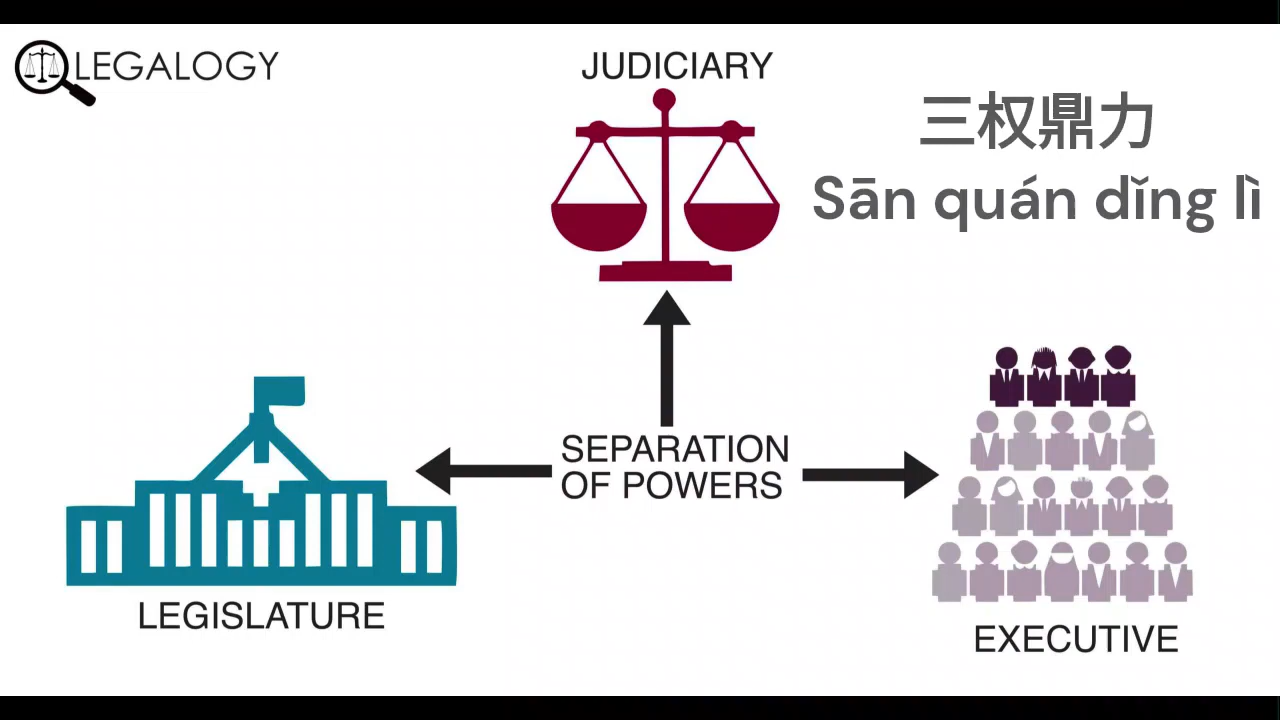 LEGALOGY
JUDICIARY
三权鼎力
Sān quán dǐng lì
SEPARATION
OF POWERS
LEGISLATURE
EXECUTIVE